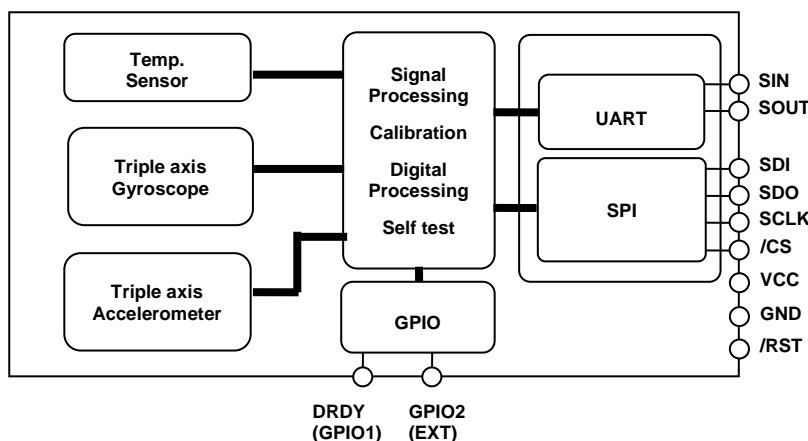 Temp.
Sensor
Triple axis
Gyroscope
Triple axis
Accelerometer
Signal
Processing
Calibration
Digital
Processing
Self test
GPIO
UART
SPI
SIN
SOUT
SDI
SDO
SCLK
/CS
VCC
GND
/RST
DRDY
(GPIO1)
GPIO2
(EXT)